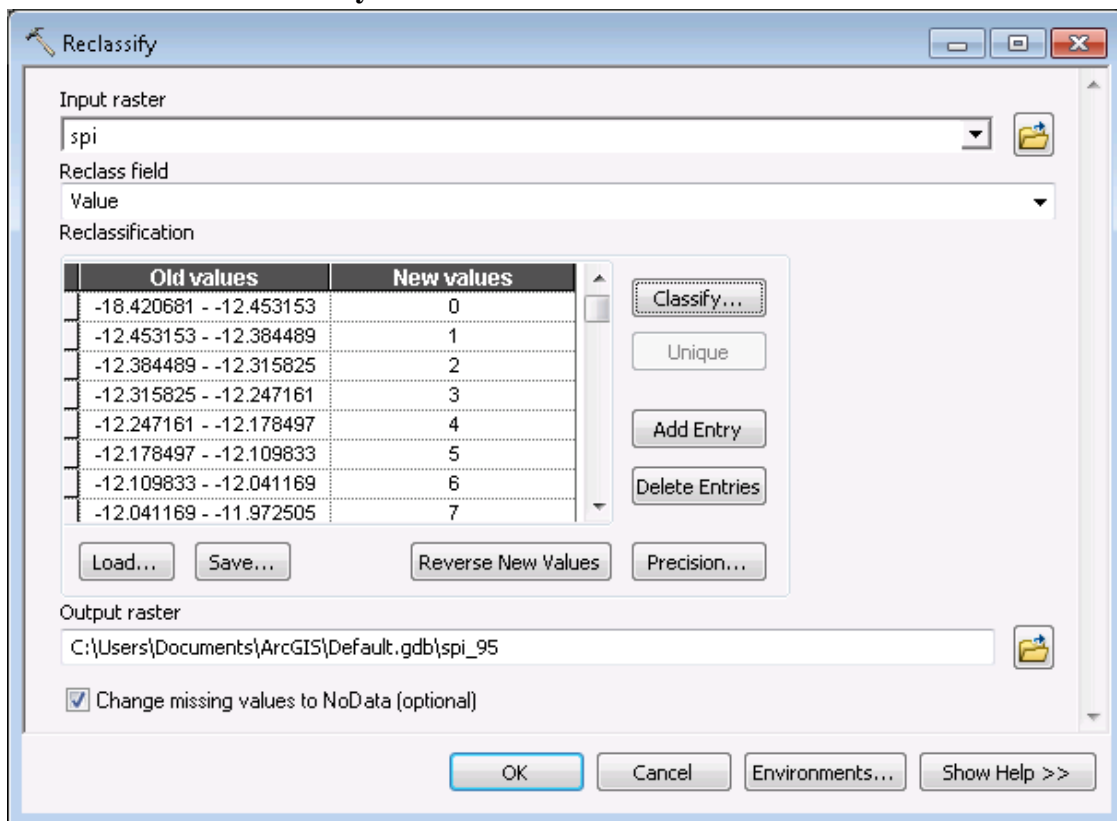 Reclassify
Input raster
spi
Reclass field
Value
Reclassification
Old values New values
-18.420681 - -12.453153 0
-12.453153 - -12.384489 1
-12.384489 - -12.315825 2
-12.315825 - -12.247161 3
-12.247161 - -12.178497 4
-12.178497 - -12.109833 5
-12.109833 - -12.041169 6
-12.041169 - -11.972505 7
Classify...
Unique
Add Entry
Delete Entries
Load... Save... Reverse New Values Precision...
Output raster
C:\Users\Documents\ArcGIS\Default.gdb\spi_95
Change missing values to NoData (optional)
OK Cancel Environments... Show Help >>